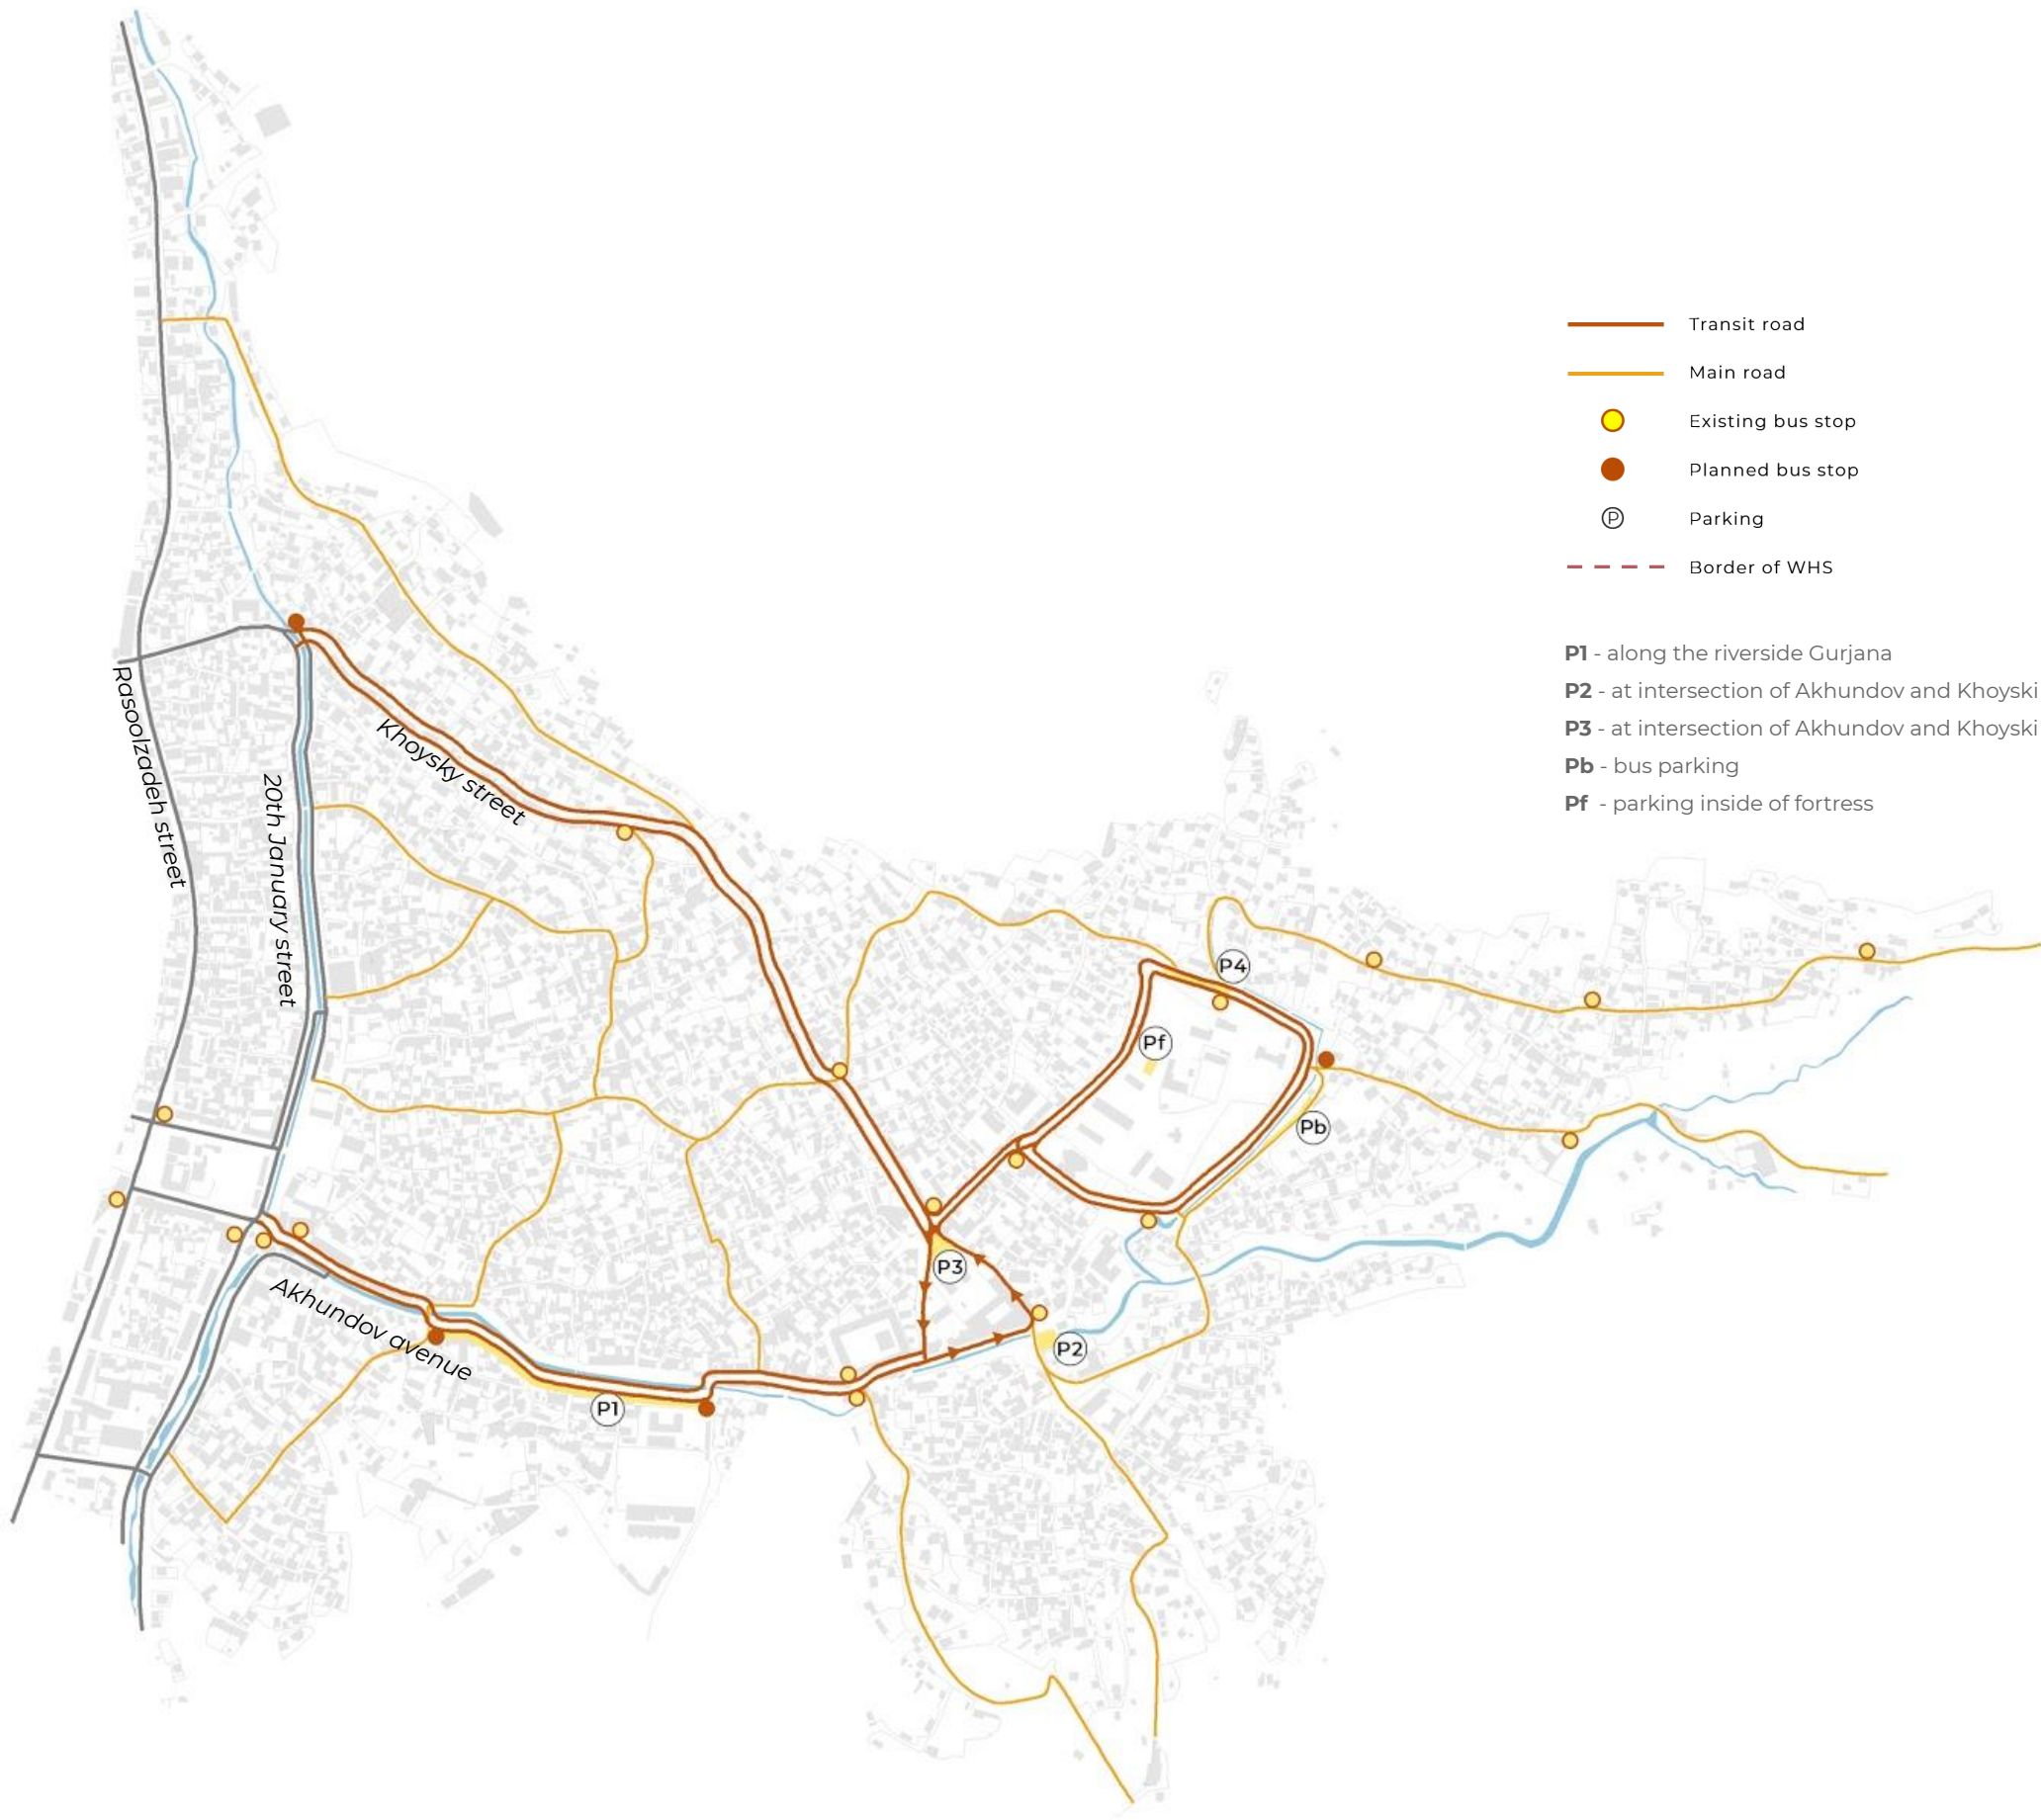 Transit road
Main road
Existing bus stop
Planned bus stop
P Parking
Border of WHS
P1 - along the riverside Gurjana
P2 - at intersection of Akhundov and Khoyski
P3 - at intersection of Akhundov and Khoyski
Pb - bus parking
Pf - parking inside of fortress
Rasoolzadeh street
20th January street
Khoysky street
P4
Pf
Pb
P3
Akhundov avenue
P2
P1